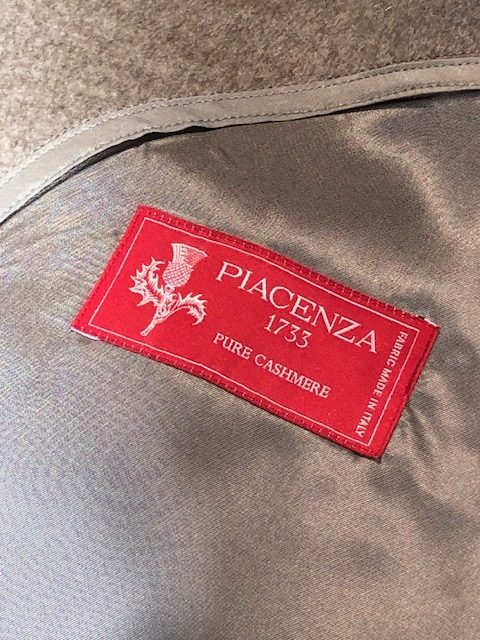 PIACENZA
1733
PURE CASHMERE
FABRIC MADE IN ITALY